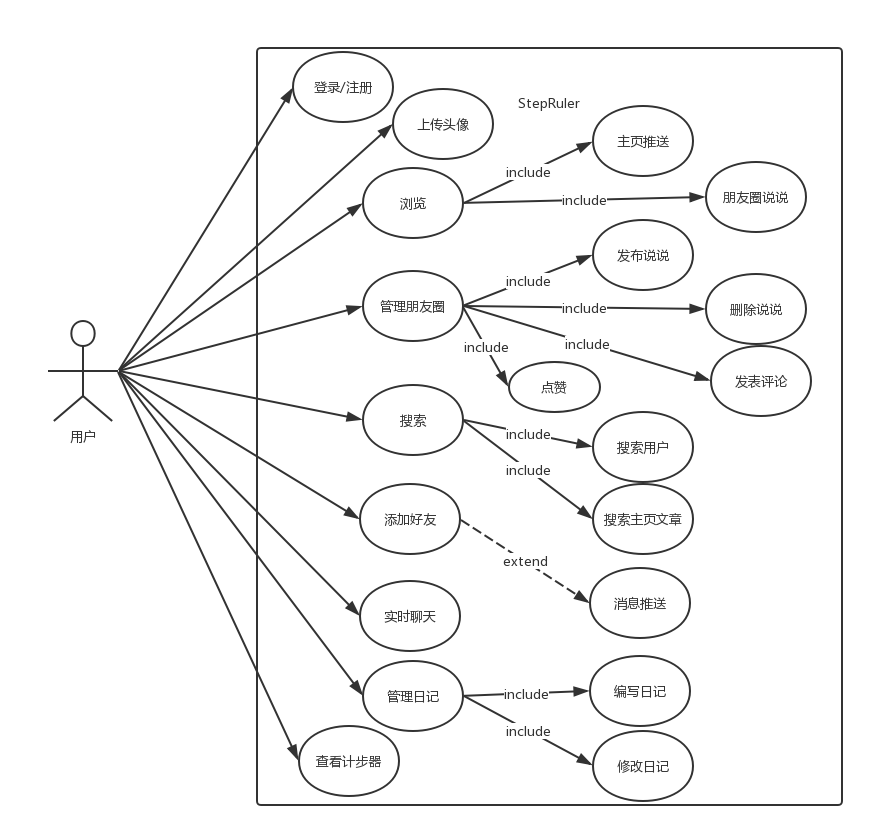 登录/注册
上传头像
StepRuler
主页推送
include
浏览
include
朋友圈说说
发布说说
include
管理朋友圈
include
删除说说
include
include
发表评论
点赞
用户
搜索
include
搜索用户
include
添加好友
搜索主页文章
extend
消息推送
实时聊天
管理日记
include
编写日记
include
查看计步器
修改日记